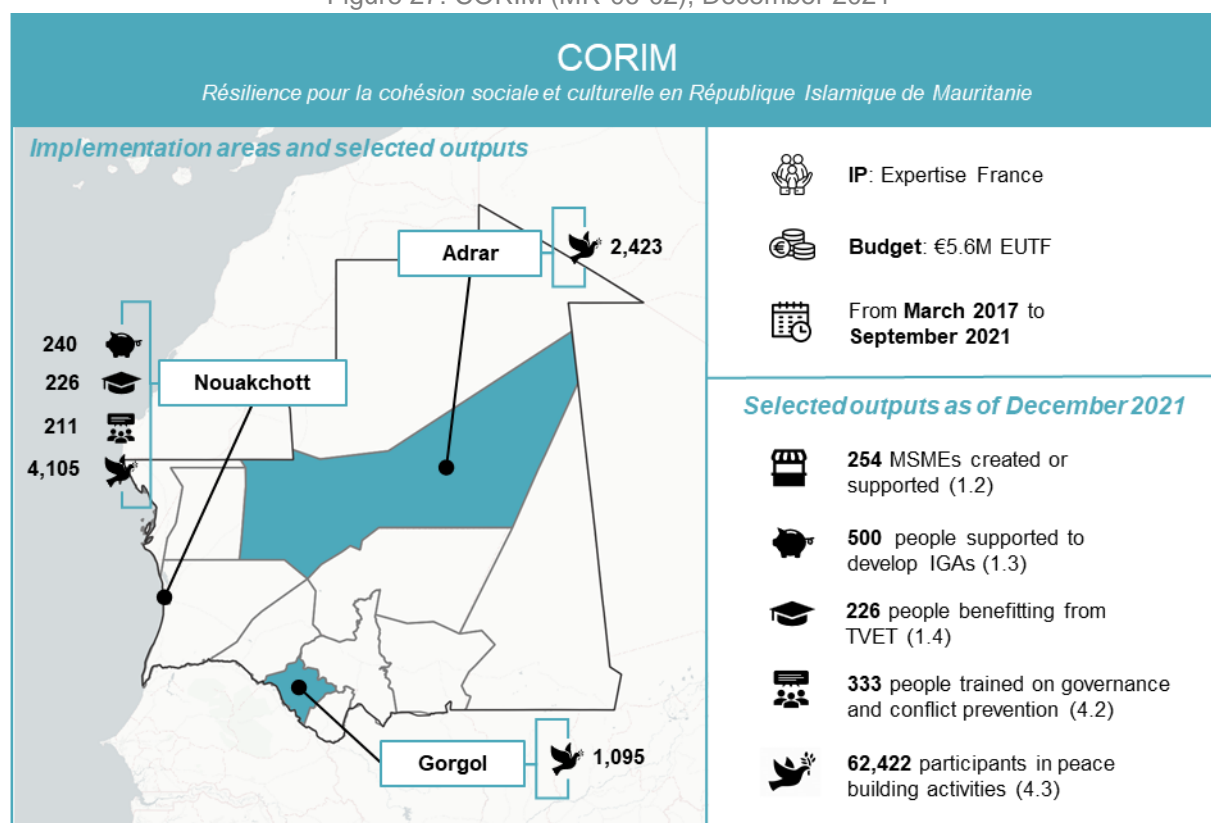 CORIM
Résilience pour la cohésion sociale et culturelle en République Islamique de Mauritanie
Implementation areas and selected outputs
Adrar
2,423
240
226
211
4,105
Nouakchott
Gorgol
1,095
IP: Expertise France
Budget: €5.6M EUTF
From March 2017 to
September 2021
Selected outputs as of December 2021
254 MSMEs created or
supported (1.2)
500 people supported to
develop IGAs (1.3)
226 people benefitting from
TVET (1.4)
333 people trained on governance
and conflict prevention (4.2)
62,422 participants in peace
building activities (4.3)